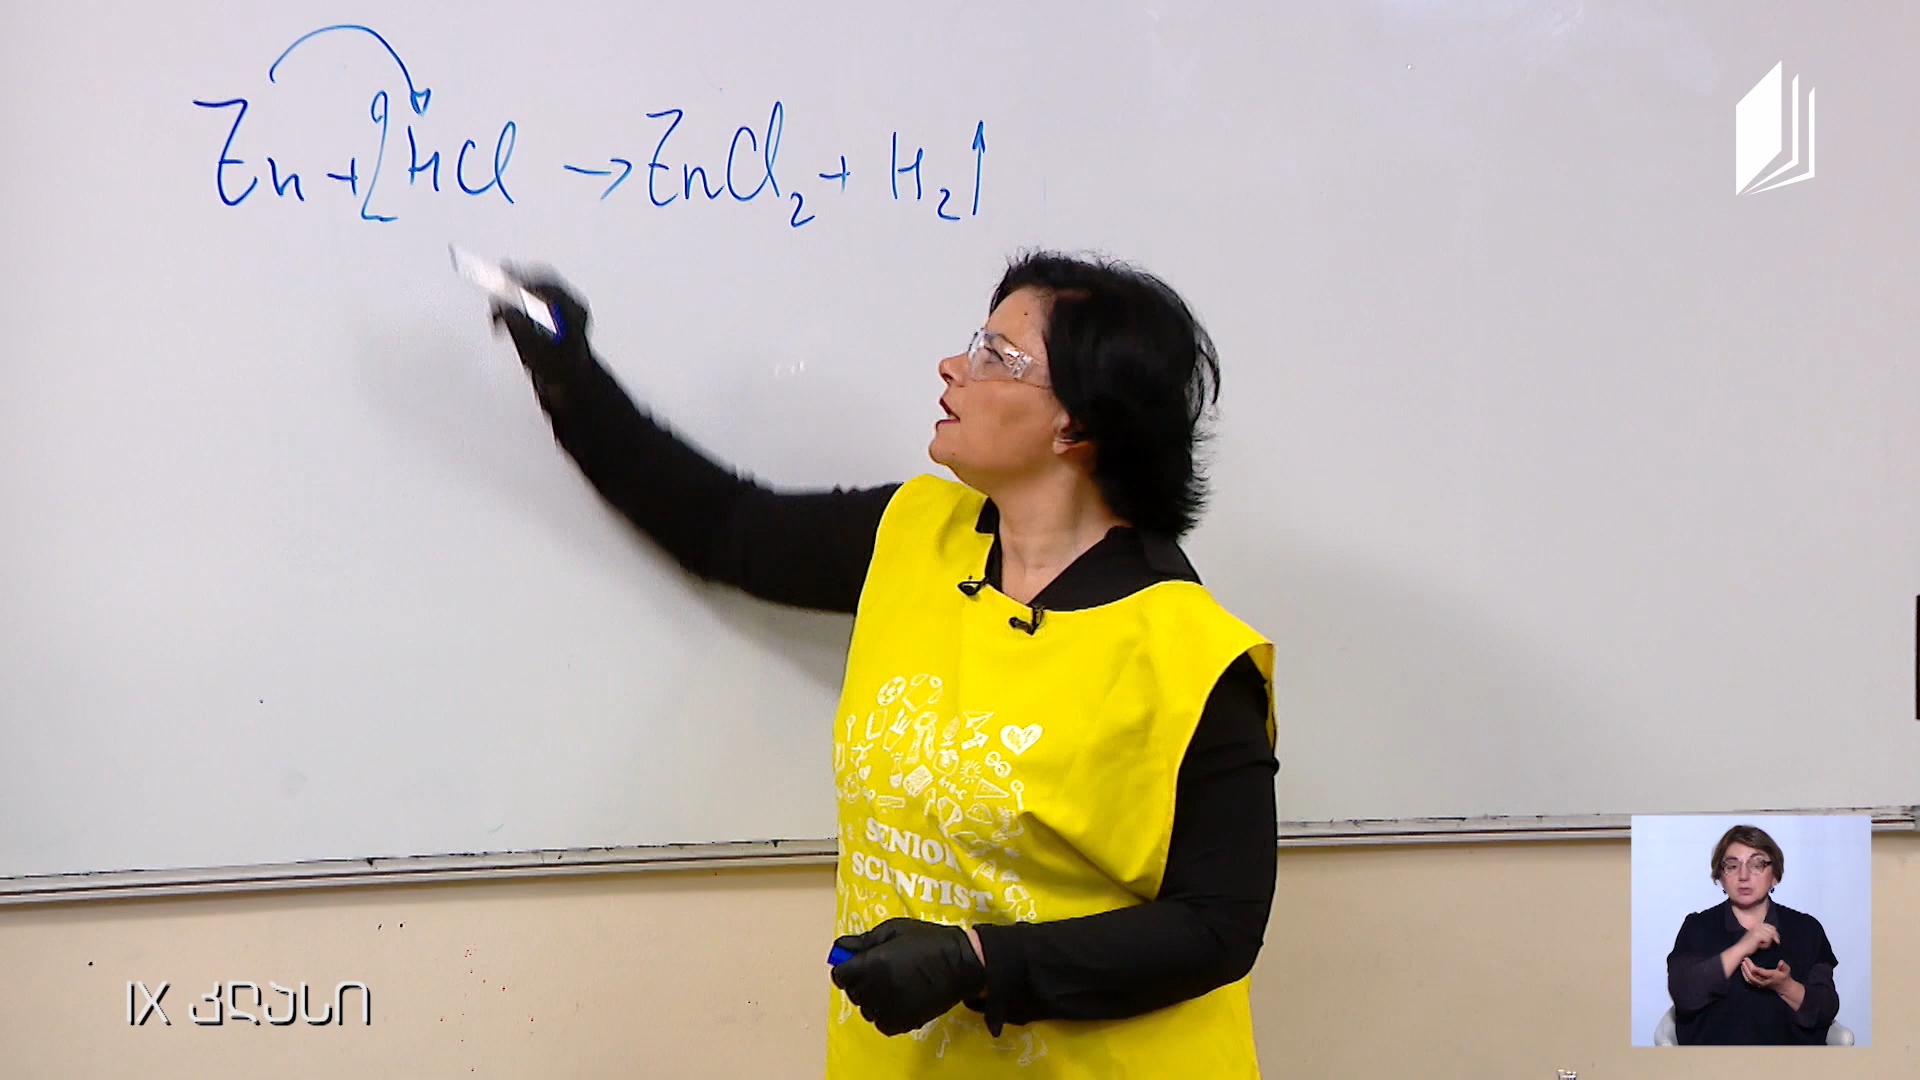 Zn + 2HCl → ZnCl₂ + H₂↑
SENIOR
SCIENTIST
IX კლასი